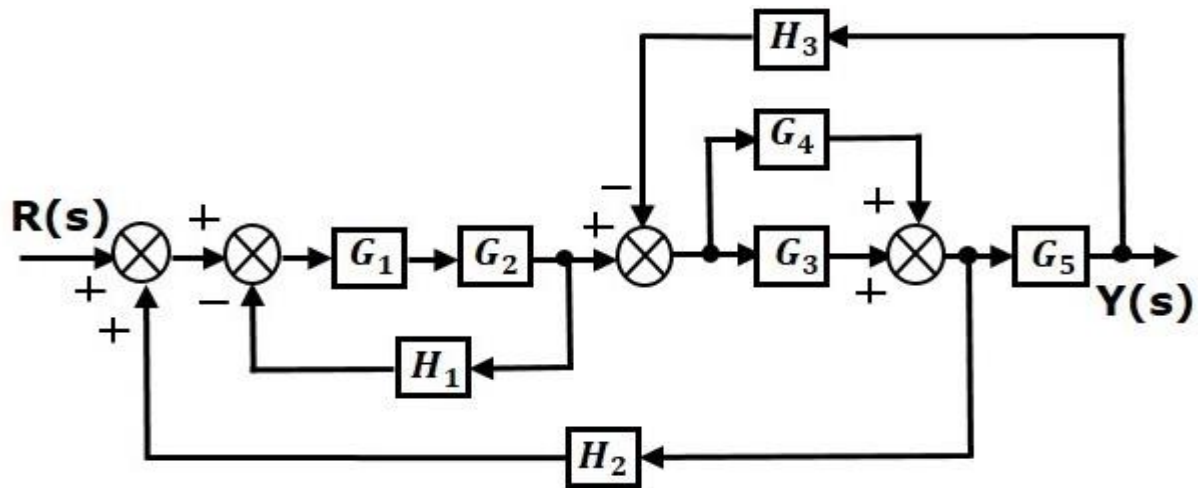 H₃
−
G₄
R(s)
+
+
+
G₁
G₂
G₃
G₅
+
−
+
+
Y(s)
H₁
H₂